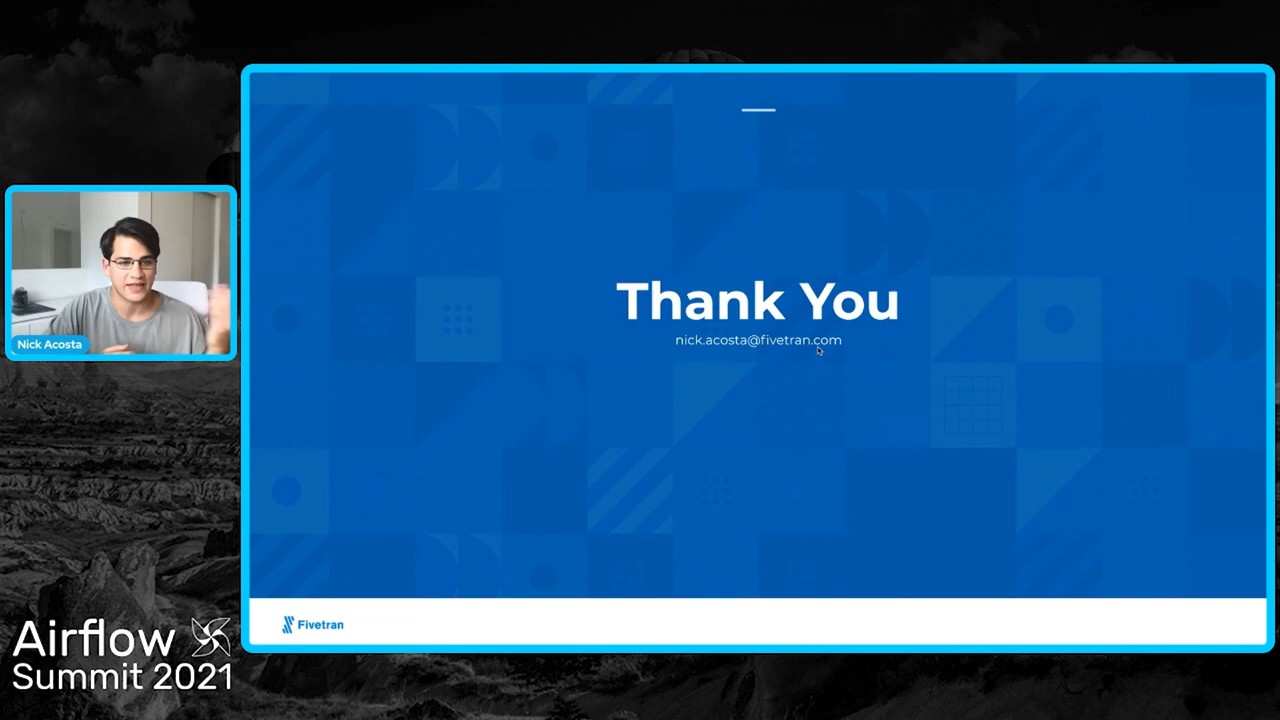 Thank You
nick.acosta@fivetran.com
Nick Acosta
Fivetran
Airflow
Summit 2021